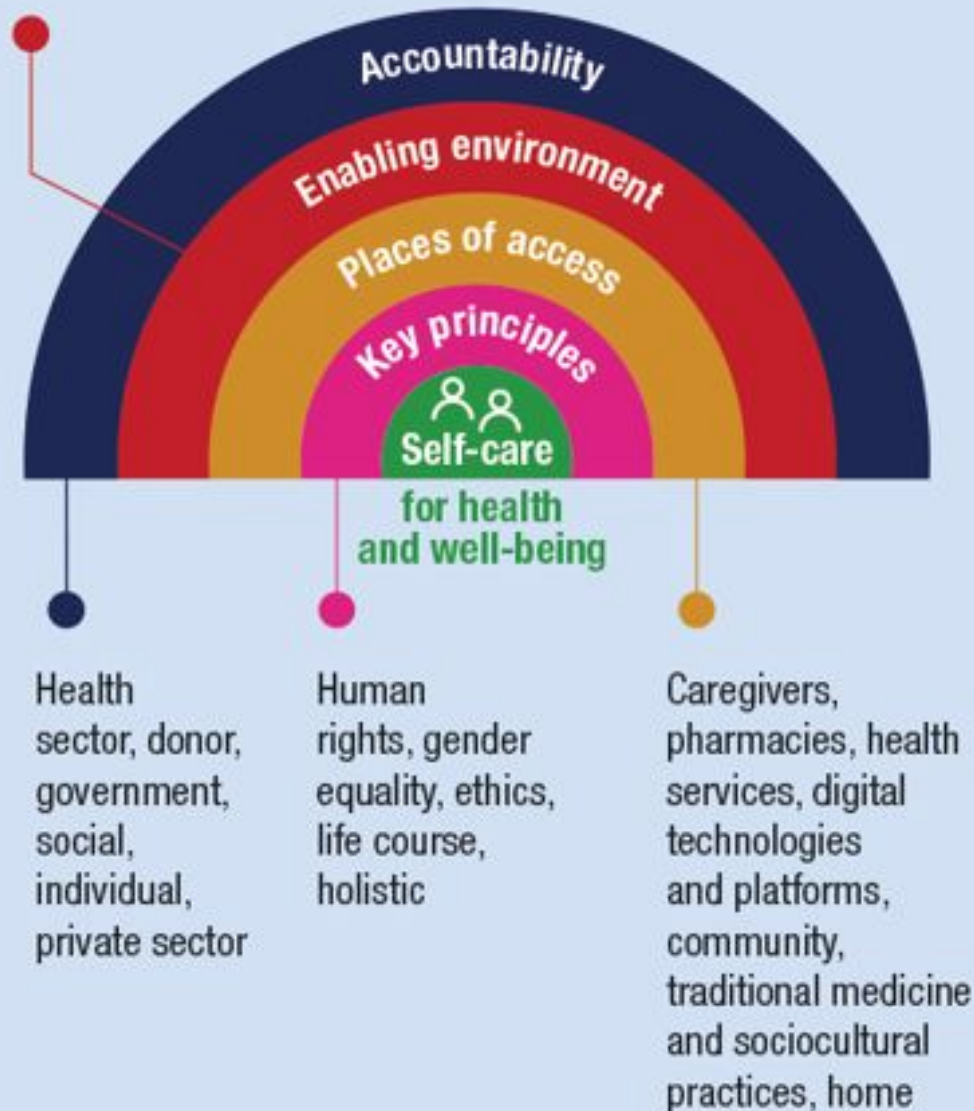 Accountability
Enabling environment
Places of access
Key principles
Self-care
for health
and well-being
Health
sector, donor,
government,
social,
individual,
private sector
Human
rights, gender
equality, ethics,
life course,
holistic
Caregivers,
pharmacies, health
services, digital
technologies
and platforms,
community,
traditional medicine
and sociocultural
practices, home